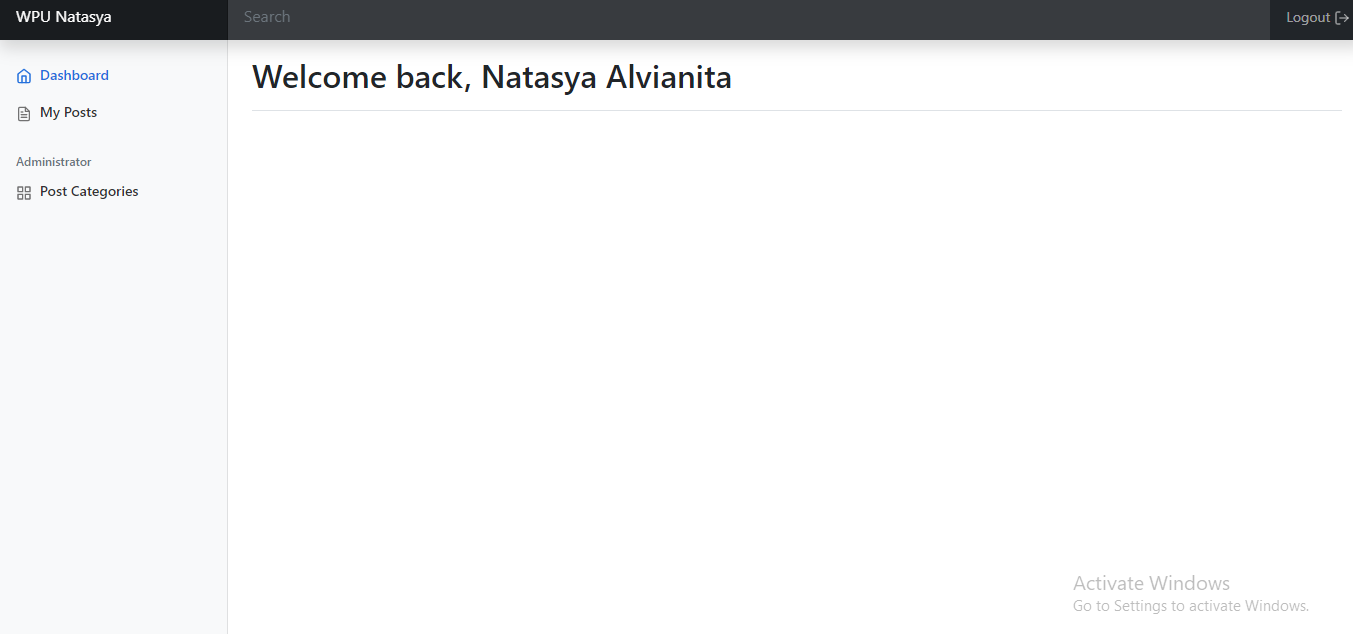 WPU Natasya
Search
Logout
Dashboard
My Posts
Administrator
Post Categories
Welcome back, Natasya Alvianita
Activate Windows
Go to Settings to activate Windows.